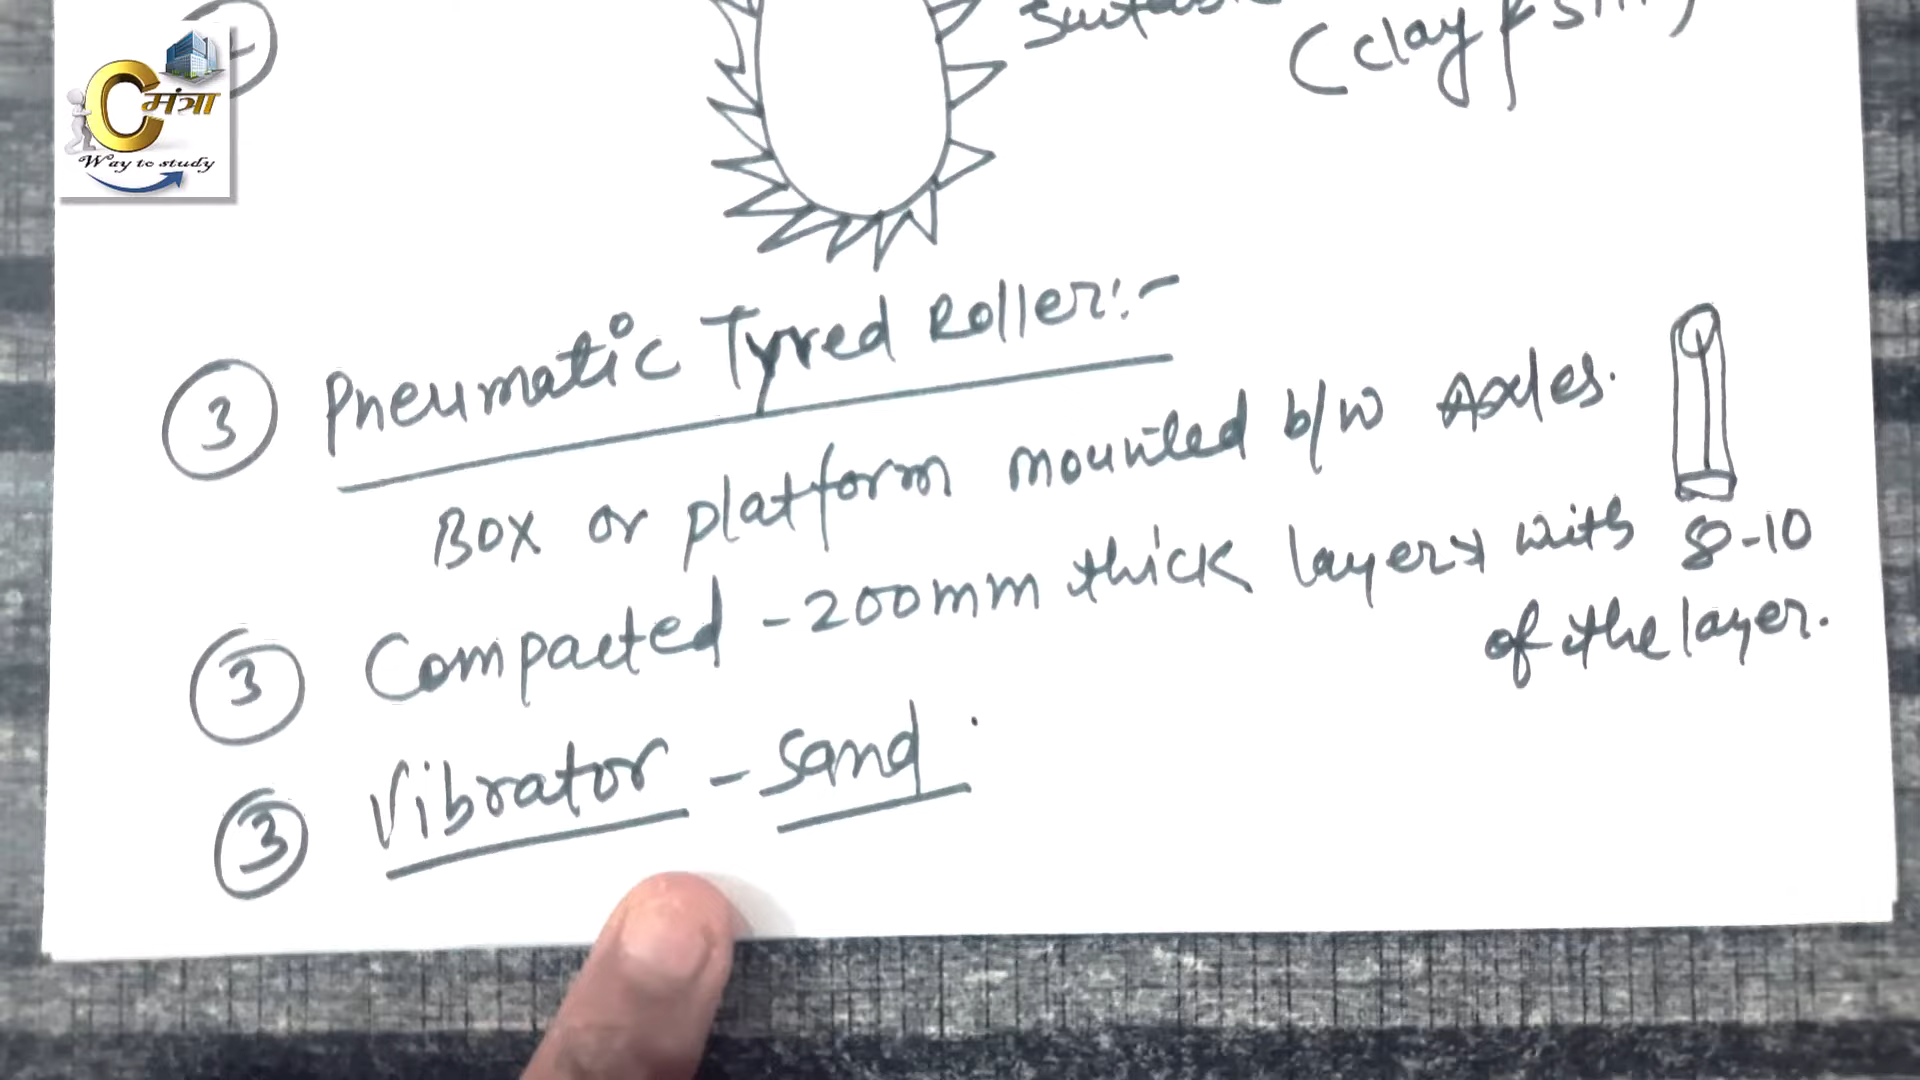 C मंत्रा
Way to study
(clay &
③ Pneumatic Tyred Roller:-
Box or platform mounted b/w Axles.
③ Compacted - 200mm thick layers with 8-10
of the layer.
③ Vibrator - Sand.